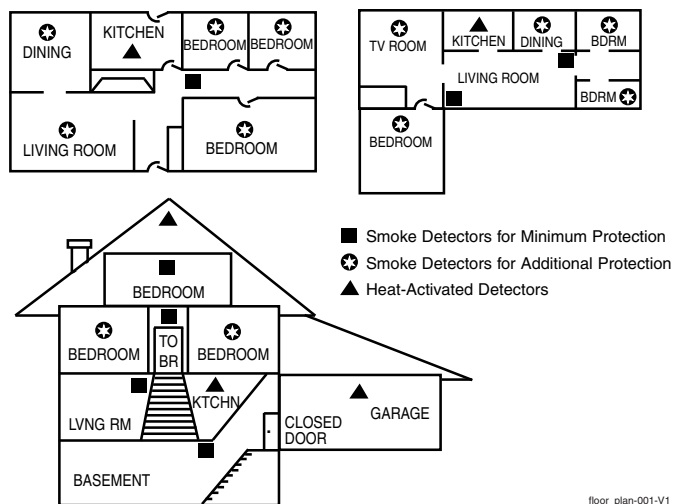 DINING
KITCHEN
BEDROOM
BEDROOM
LIVING ROOM
BEDROOM
TV ROOM
KITCHEN
DINING
BDRM
LIVING ROOM
BDRM
BEDROOM
Smoke Detectors for Minimum Protection
Smoke Detectors for Additional Protection
Heat-Activated Detectors
BEDROOM
BEDROOM
TO
BR
BEDROOM
LVNG RM
KTCHN
CLOSED
DOOR
GARAGE
BASEMENT
floor_plan-001-V1